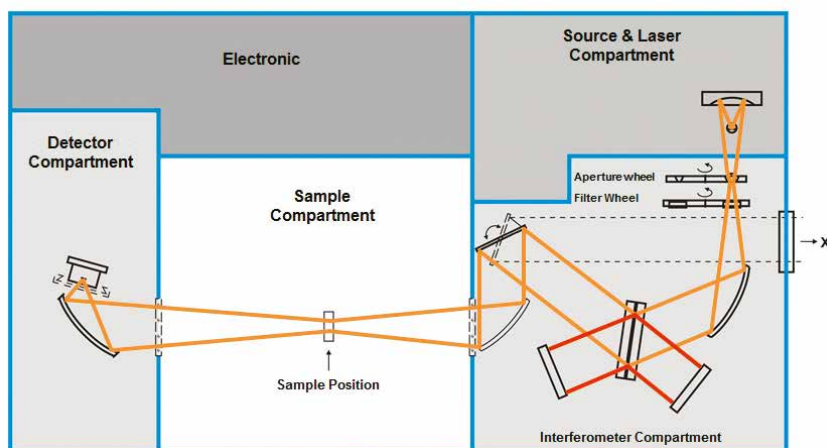 Electronic
Source & Laser
Compartment
Detector
Compartment
Sample
Compartment
Aperture wheel
Filter Wheel
X
Sample Position
Interferometer Compartment